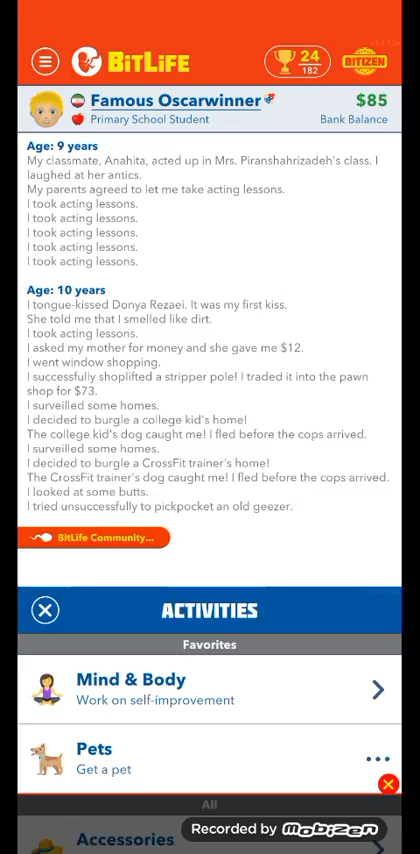 BitLife
24
182
BITIZEN
Famous Oscarwinner
$85
Primary School Student
Bank Balance
Age: 9 years
My classmate, Anahita, acted up in Mrs. Piranshahrizadeh's class. I
laughed at her antics.
My parents agreed to let me take acting lessons.
I took acting lessons.
I took acting lessons.
I took acting lessons.
I took acting lessons.
I took acting lessons.
Age: 10 years
I tongue-kissed Donya Rezaei. It was my first kiss.
She told me that I smelled like dirt.
I took acting lessons.
I asked my mother for money and she gave me $12.
I went window shopping.
I successfully shoplifted a stripper pole! I traded it into the pawn
shop for $73.
I surveilled some homes.
I decided to burgle a college kid's home!
The college kid's dog caught me! I fled before the cops arrived.
I surveilled some homes.
I decided to burgle a CrossFit trainer's home!
The CrossFit trainer's dog caught me! I fled before the cops arrived.
I looked at some butts.
I tried unsuccessfully to pickpocket an old geezer.
BitLife Community...
ACTIVITIES
Favorites
Mind & Body
Work on self-improvement
Pets
Get a pet
All
Accessories
Recorded by mobizen